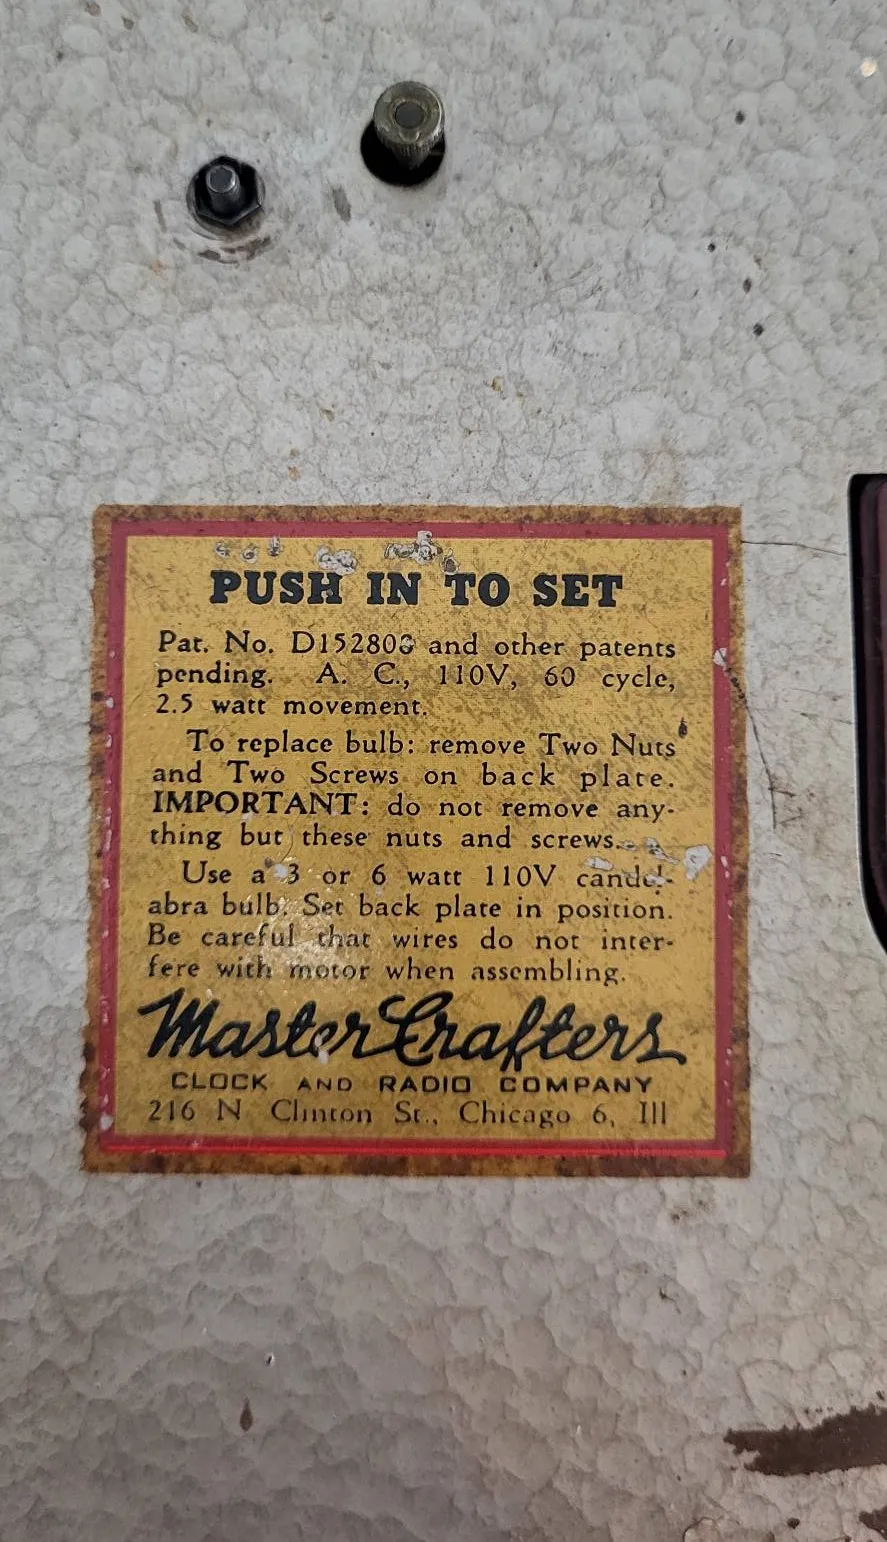 PUSH IN TO SET
Pat. No. D152808 and other patents
pending. A. C., 110V, 60 cycle,
2.5 watt movement.
To replace bulb: remove Two Nuts
and Two Screws on back plate.
IMPORTANT: do not remove any-
thing but these nuts and screws.
Use a 3 or 6 watt 110V candel-
abra bulb. Set back plate in position.
Be careful that wires do not inter-
fere with motor when assembling.
MasterCrafters
CLOCK AND RADIO COMPANY
216 N Clinton St., Chicago 6, Ill